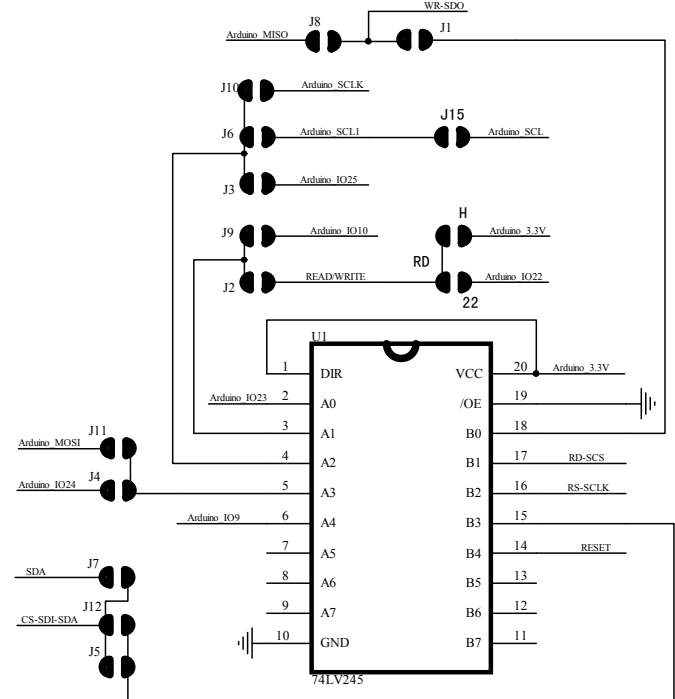 WR-SDO
Arduino_MISO J8 J1
J10 Arduino_SCLK
J6 Arduino_SCL1 J15 Arduino_SCL
J3 Arduino_IO25
H
J9 Arduino_IO10 Arduino_3.3V
RD
J2 READ/WRITE Arduino_IO22
22
U1
1 DIR VCC 20 Arduino_3.3V
Arduino_IO23 2 A0 /OE 19
3 A1 B0 18
J11
Arduino_MOSI
4 A2 B1 17 RD-SCS
J4
Arduino_IO24 5 A3 B2 16 RS-SCLK
Arduino_IO9 6 A4 B3 15
7 A5 B4 14 RESET
J7
SDA
8 A6 B5 13
J12
9 A7 B6 12
CS-SDI-SDA
10 GND B7 11
J5
74LV245